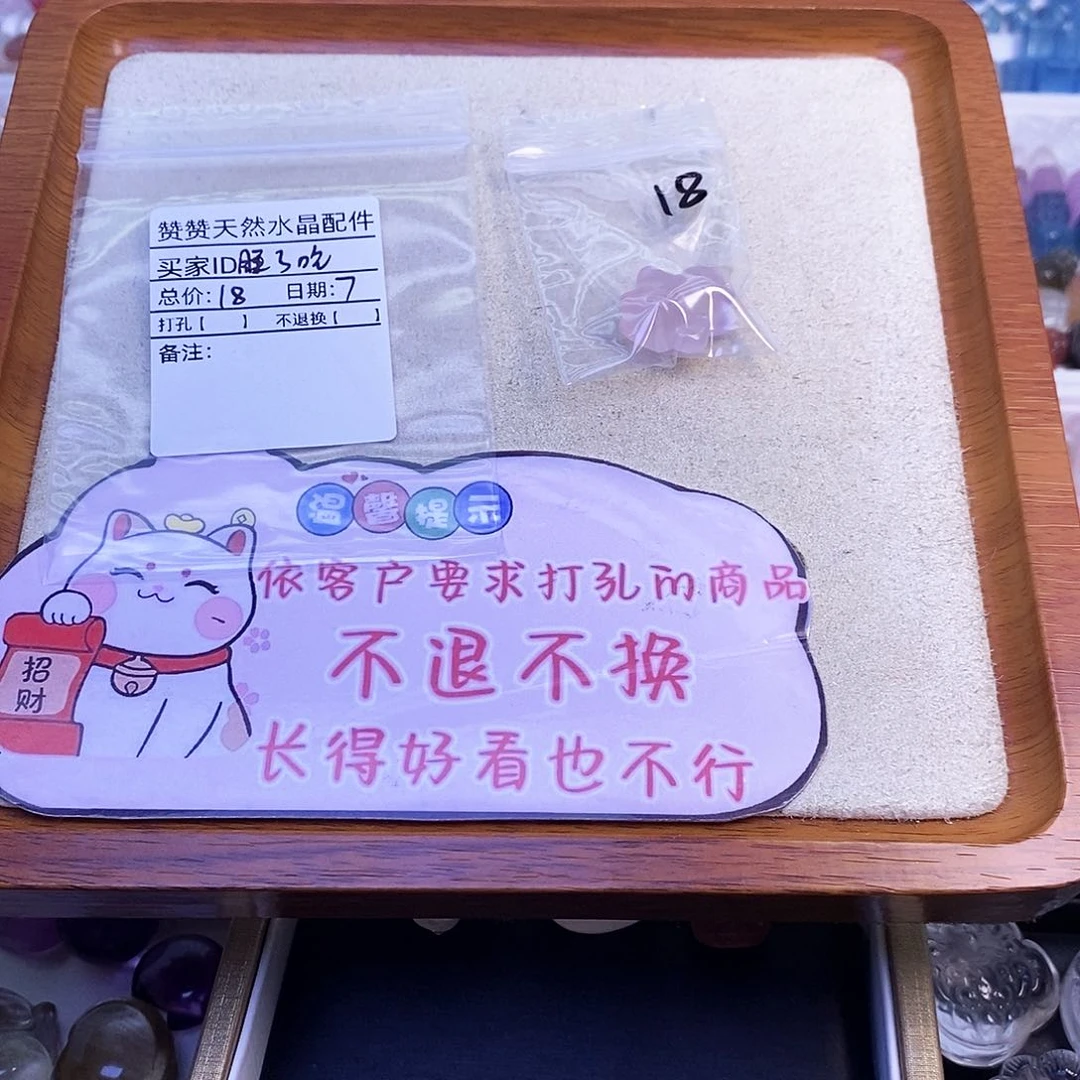 18
赞赞天然水晶配件
买家ID
总价:18 日期:7
打孔【 】 不退换【 】
备注:
温馨提示
依客户要求打孔的商品
不退不换
长得好看也不行
招财